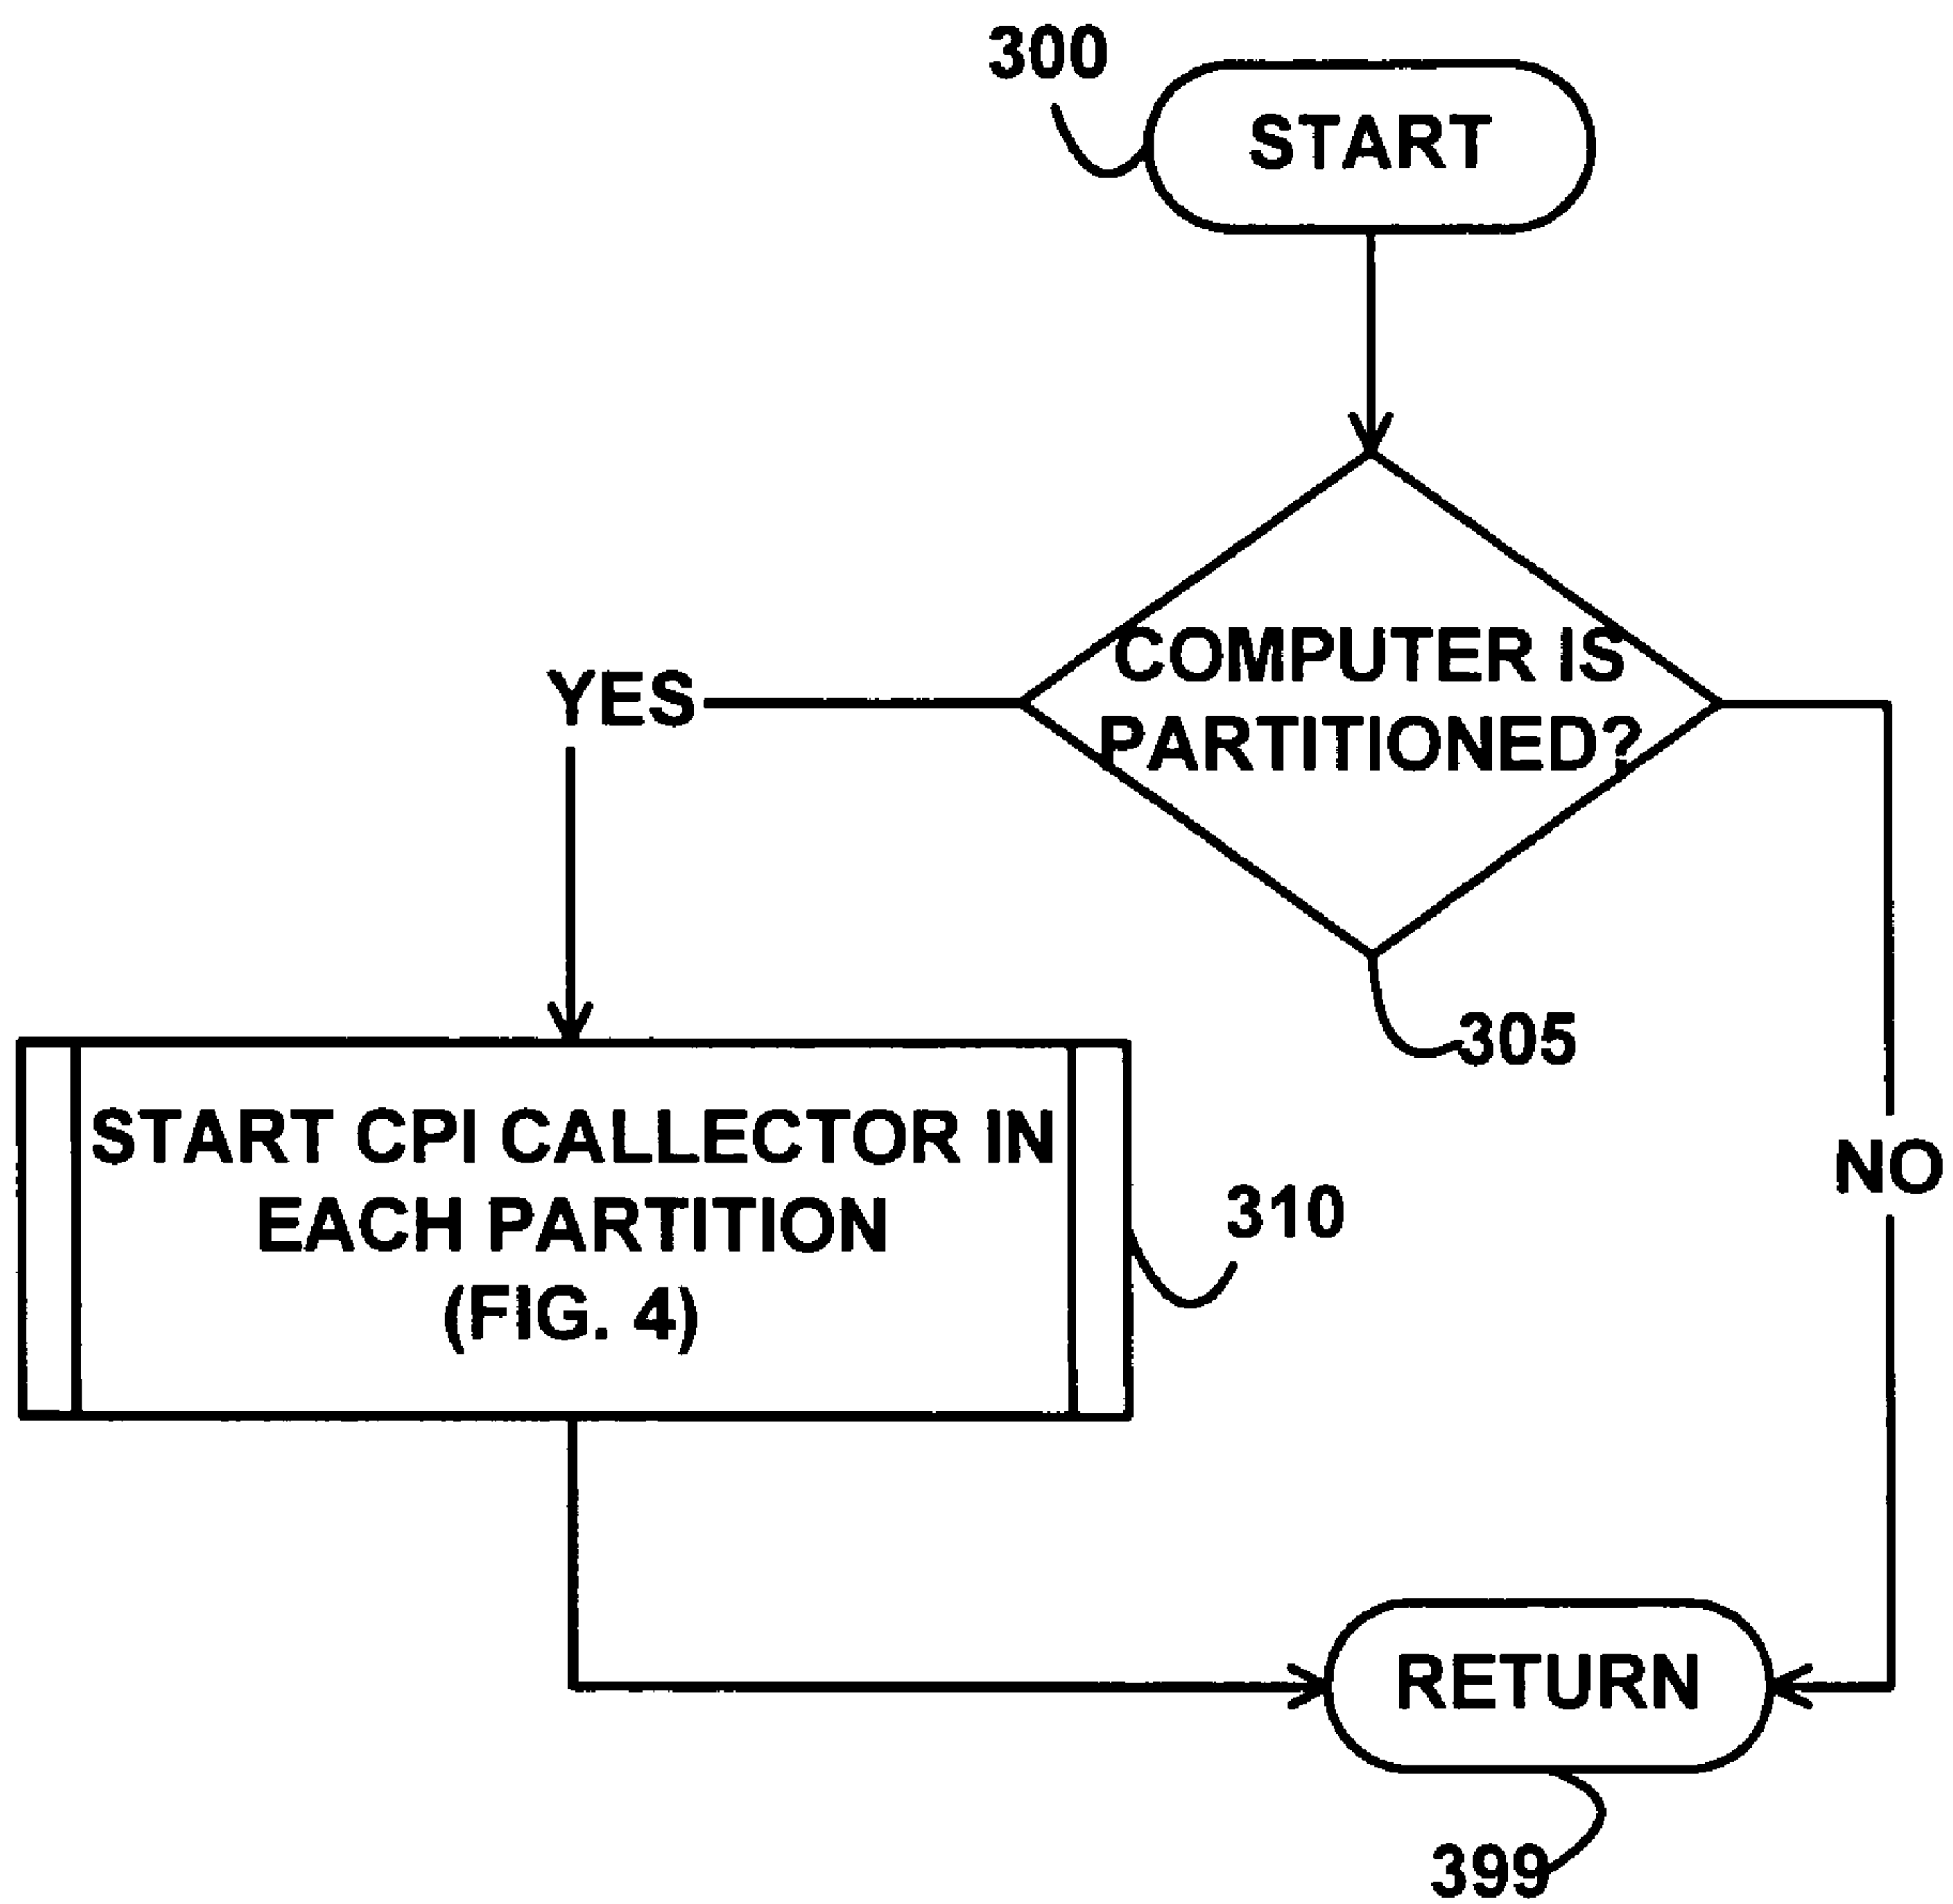 300
START
COMPUTER IS
PARTITIONED?
YES
305
START CPI CALLECTOR IN
EACH PARTITION
(FIG. 4)
310
NO
RETURN
399